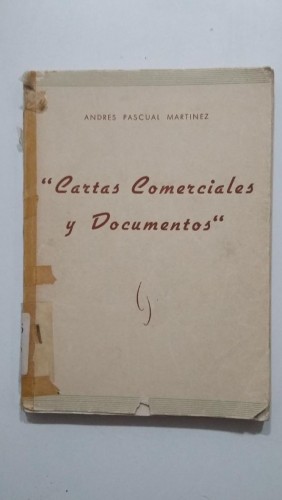 ANDRES PASCUAL MARTINEZ
“Cartas Comerciales
y Documentos“